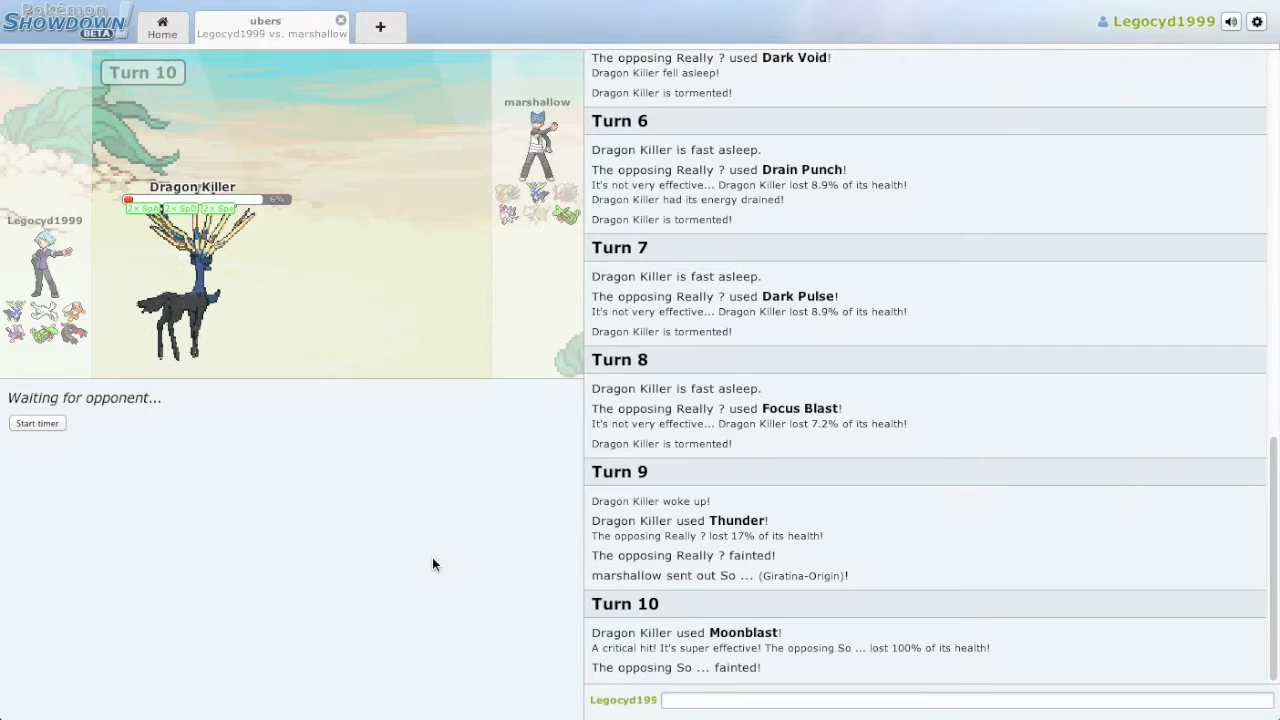 Pokémon
SHOWDOWN!
BETA
Home
ubers
Legocyd1999 vs. marshallow
+
Legocyd1999
Turn 10
marshallow
Dragon Killer
6%
2× SpA 2× SpD 2× Spe
Legocyd1999
Waiting for opponent...
Start timer
The opposing Really ? used Dark Void!
Dragon Killer fell asleep!
Dragon Killer is tormented!
Turn 6
Dragon Killer is fast asleep.
The opposing Really ? used Drain Punch!
It's not very effective... Dragon Killer lost 8.9% of its health!
Dragon Killer had its energy drained!
Dragon Killer is tormented!
Turn 7
Dragon Killer is fast asleep.
The opposing Really ? used Dark Pulse!
It's not very effective... Dragon Killer lost 8.9% of its health!
Dragon Killer is tormented!
Turn 8
Dragon Killer is fast asleep.
The opposing Really ? used Focus Blast!
It's not very effective... Dragon Killer lost 7.2% of its health!
Dragon Killer is tormented!
Turn 9
Dragon Killer woke up!
Dragon Killer used Thunder!
The opposing Really ? lost 17% of its health!
The opposing Really ? fainted!
marshallow sent out So ... (Giratina-Origin)!
Turn 10
Dragon Killer used Moonblast!
A critical hit! It's super effective! The opposing So ... lost 100% of its health!
The opposing So ... fainted!
Legocyd199